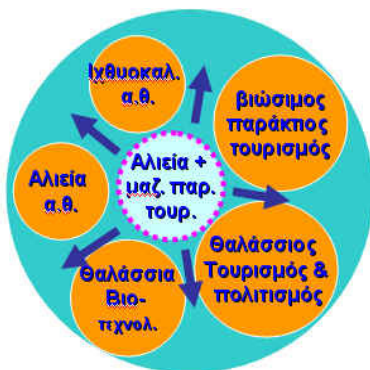 Ιχθυοκαλ.
α.θ.
βιώσιμος
παράκτιος
τουρισμός
Αλιεία +
μαζ. παρ.
τουρ.
Αλιεία
α.θ.
Θαλάσσιος
Τουρισμός &
πολιτισμός
Θαλάσσια
Βιο-
τεχνολ.